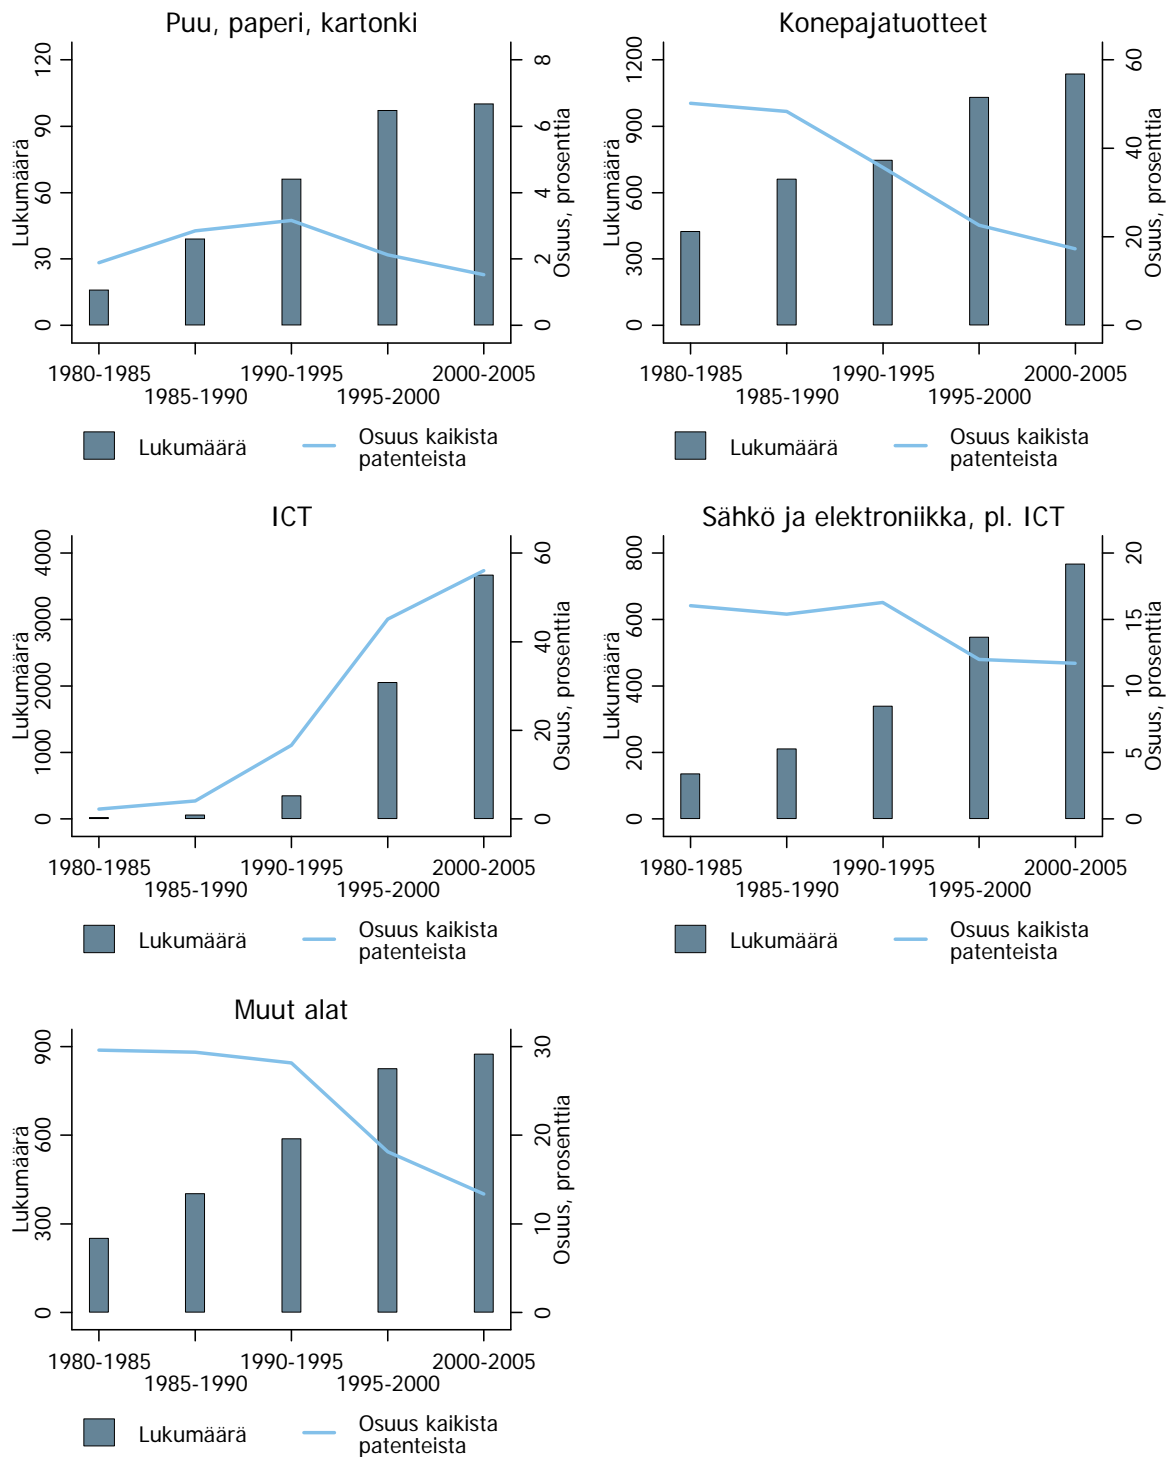 Puu, paperi, kartonki
Lukumäärä
0 30 60 90 120
0 2 4 6 8
Osuus, prosenttia
1980-1985 1990-1995 2000-2005
1985-1990 1995-2000
Lukumäärä
Osuus kaikista
patenteista
Konepajatuotteet
Lukumäärä
0 300 600 900 1200
0 20 40 60
Osuus, prosenttia
1980-1985 1990-1995 2000-2005
1985-1990 1995-2000
Lukumäärä
Osuus kaikista
patenteista
ICT
Lukumäärä
0 1000 2000 3000 4000
0 20 40 60
Osuus, prosenttia
1980-1985 1990-1995 2000-2005
1985-1990 1995-2000
Lukumäärä
Osuus kaikista
patenteista
Sähkö ja elektroniikka, pl. ICT
Lukumäärä
0 200 400 600 800
0 5 10 15 20
Osuus, prosenttia
1980-1985 1990-1995 2000-2005
1985-1990 1995-2000
Lukumäärä
Osuus kaikista
patenteista
Muut alat
Lukumäärä
0 300 600 900
0 10 20 30
Osuus, prosenttia
1980-1985 1990-1995 2000-2005
1985-1990 1995-2000
Lukumäärä
Osuus kaikista
patenteista